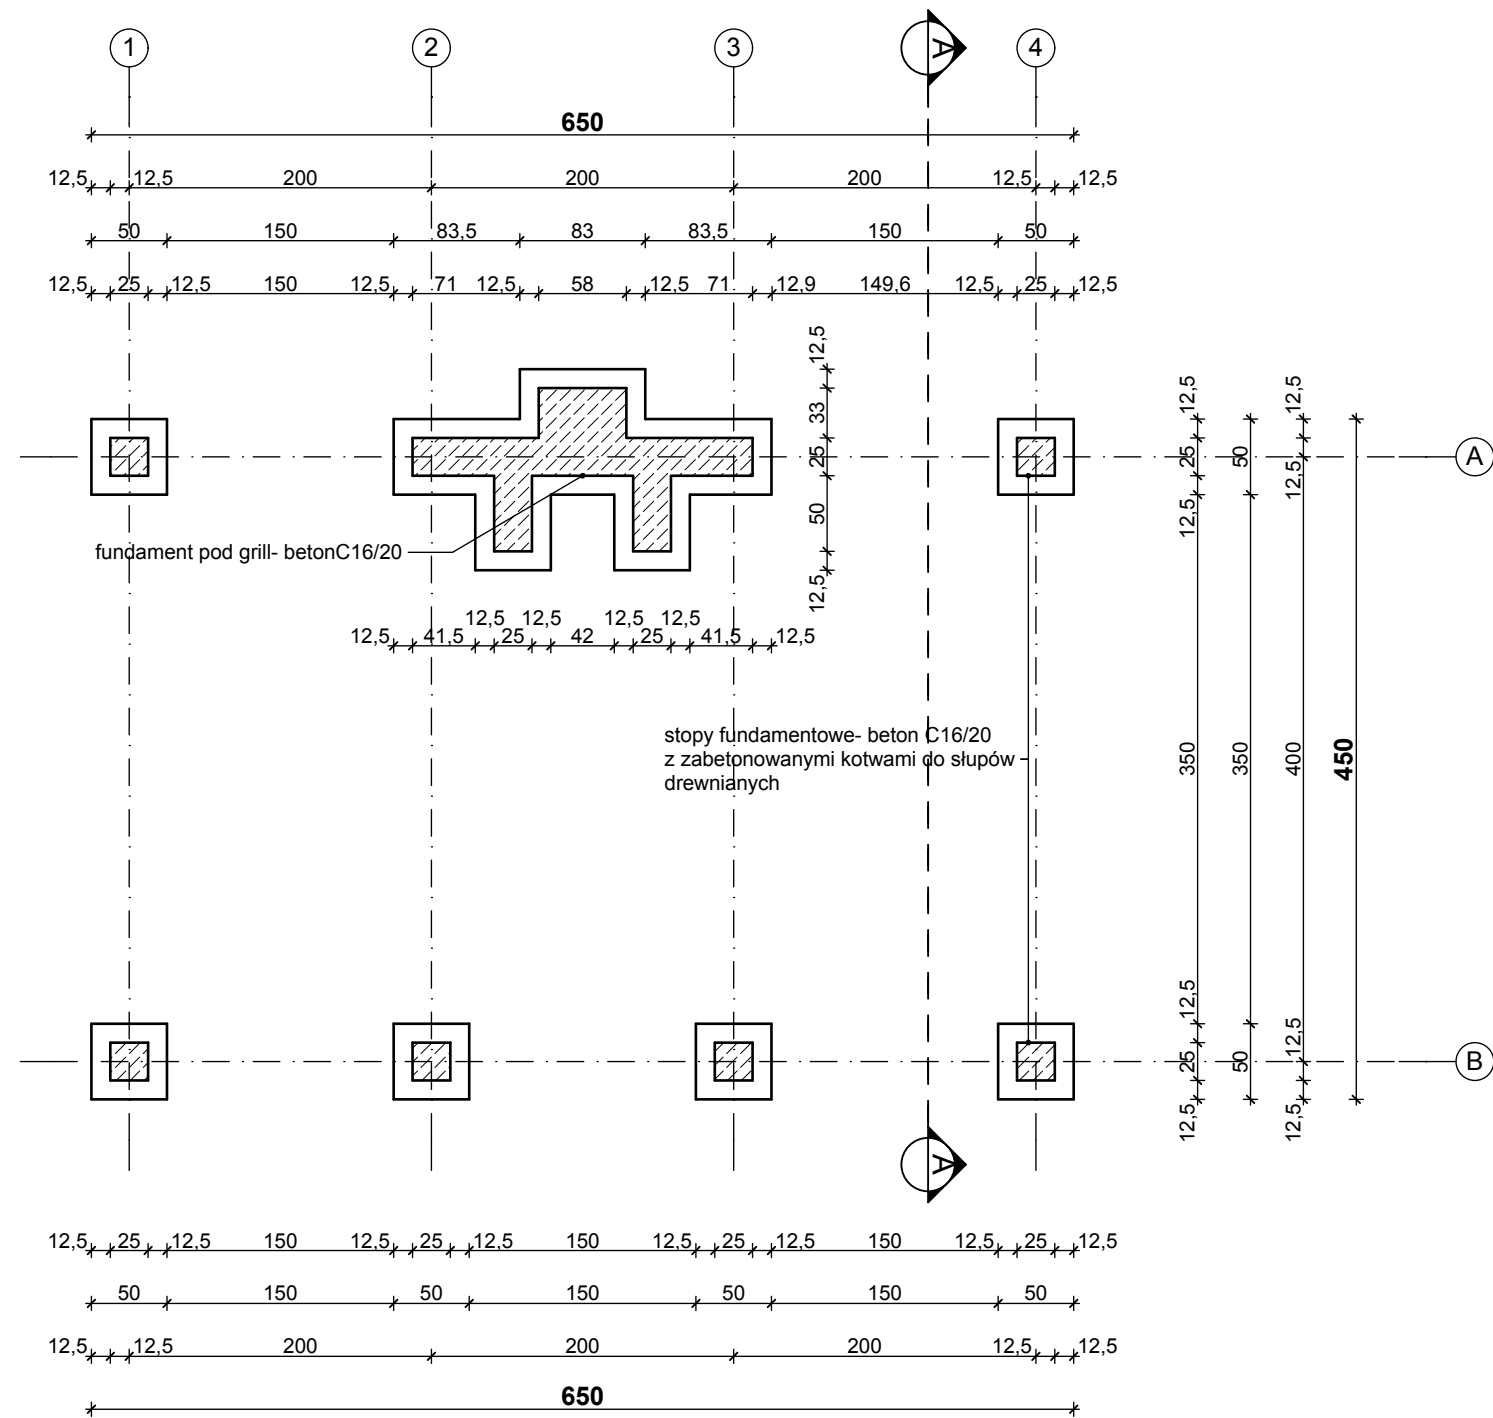 1 2 3 A 4
650
12,5 12,5 200 200 200 12,5 12,5
50 150 83,5 83 83,5 150 50
12,5 25 12,5 150 12,5 71 12,5 58 12,5 71 12,9 149,6 12,5 25 12,5
12,5
33
25
50
12,5
12,5
25
12,5
350
12,5
25
12,5
50
350
50
12,5
12,5
400
12,5
12,5
450
A
fundament pod grill- betonC16/20
12,5 12,5 12,5 12,5
12,5 41,5 25 42 25 41,5 12,5
stopy fundamentowe- beton C16/20
z zabetonowanymi kotwami do słupów
drewnianych
B
A
12,5 25 12,5 150 12,5 25 12,5 150 12,5 25 12,5 150 12,5 25 12,5
50 150 50 150 50 150 50
12,5 12,5 200 200 200 12,5 12,5
650